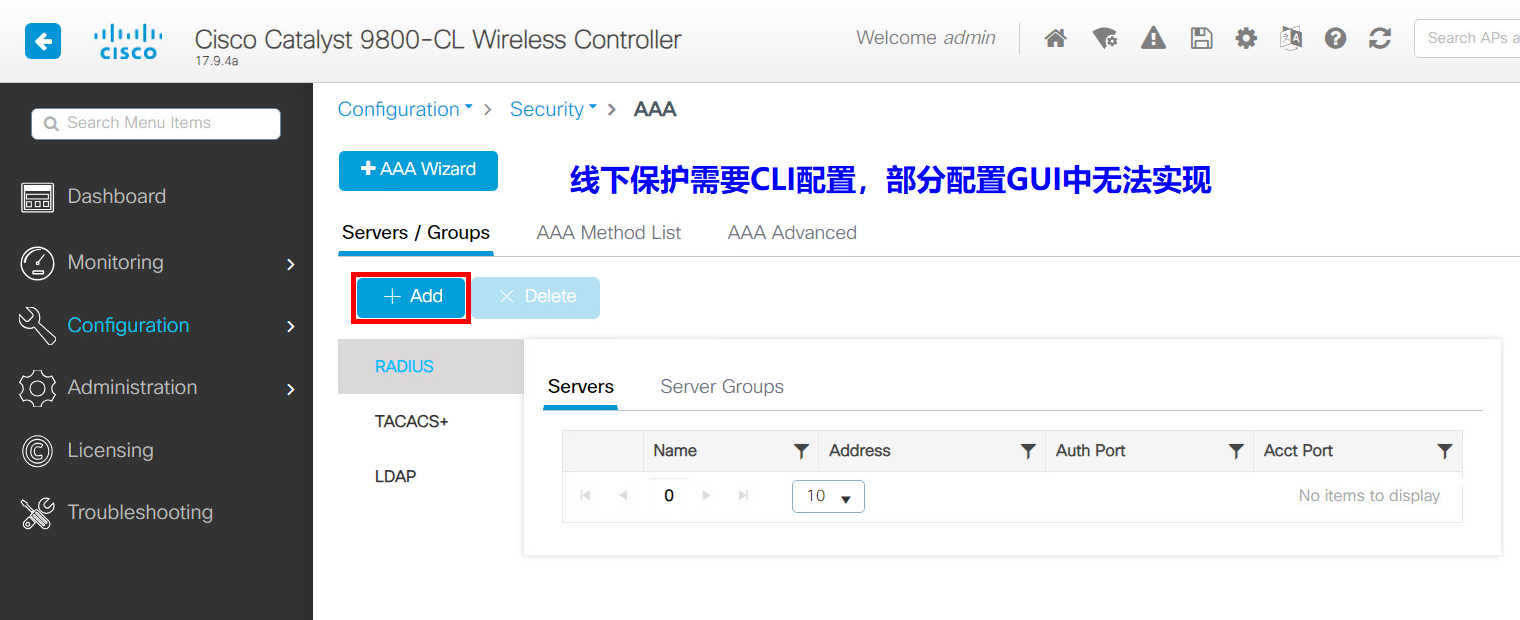 CISCO
Cisco Catalyst 9800-CL Wireless Controller
17.9.4a
Welcome admin
Search APs a
Search Menu Items
Dashboard
Monitoring
Configuration
Administration
Licensing
Troubleshooting
Configuration > Security > AAA
+ AAA Wizard
线下保护需要CLI配置，部分配置GUI中无法实现
Servers / Groups AAA Method List AAA Advanced
+ Add × Delete
RADIUS
TACACS+
LDAP
Servers Server Groups
Name Address Auth Port Acct Port
0 10 No items to display